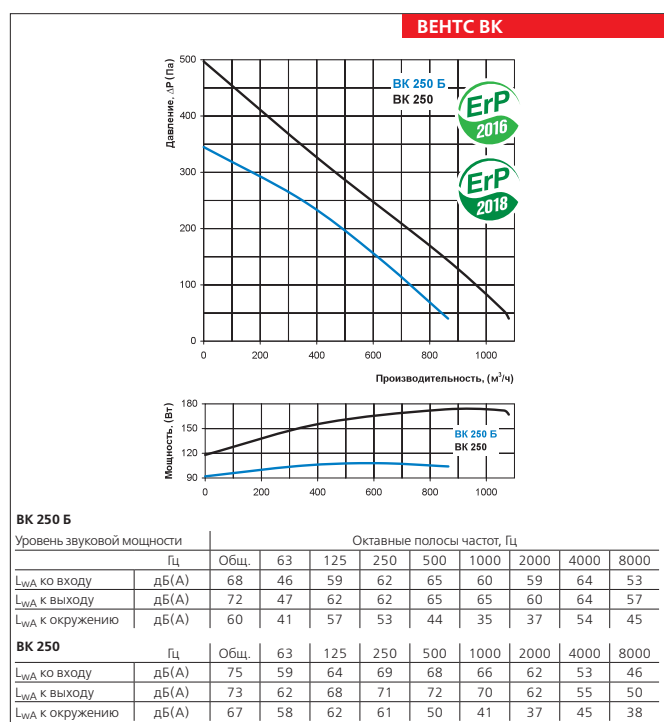 ВЕНТС ВК
Давление, ΔP (Па)
500
400
300
200
100
0
0 200 400 600 800 1000
Производительность, (м³/ч)
ВК 250 Б
ВК 250
ErP
2016
ErP
2018
Мощность, (Вт)
180
150
120
90
0 200 400 600 800 1000
ВК 250 Б
ВК 250
ВК 250 Б
Уровень звуковой мощности Октавные полосы частот, Гц
Гц Общ. 63 125 250 500 1000 2000 4000 8000
LwA ко входу дБ(А) 68 46 59 62 65 60 59 64 53
LwA к выходу дБ(А) 72 47 62 62 65 65 60 64 57
LwA к окружению дБ(А) 60 41 57 53 44 35 37 54 45
ВК 250 Гц Общ. 63 125 250 500 1000 2000 4000 8000
LwA ко входу дБ(А) 75 59 64 69 68 66 62 53 46
LwA к выходу дБ(А) 73 62 68 71 72 70 62 55 50
LwA к окружению дБ(А) 67 58 62 61 50 41 37 45 38